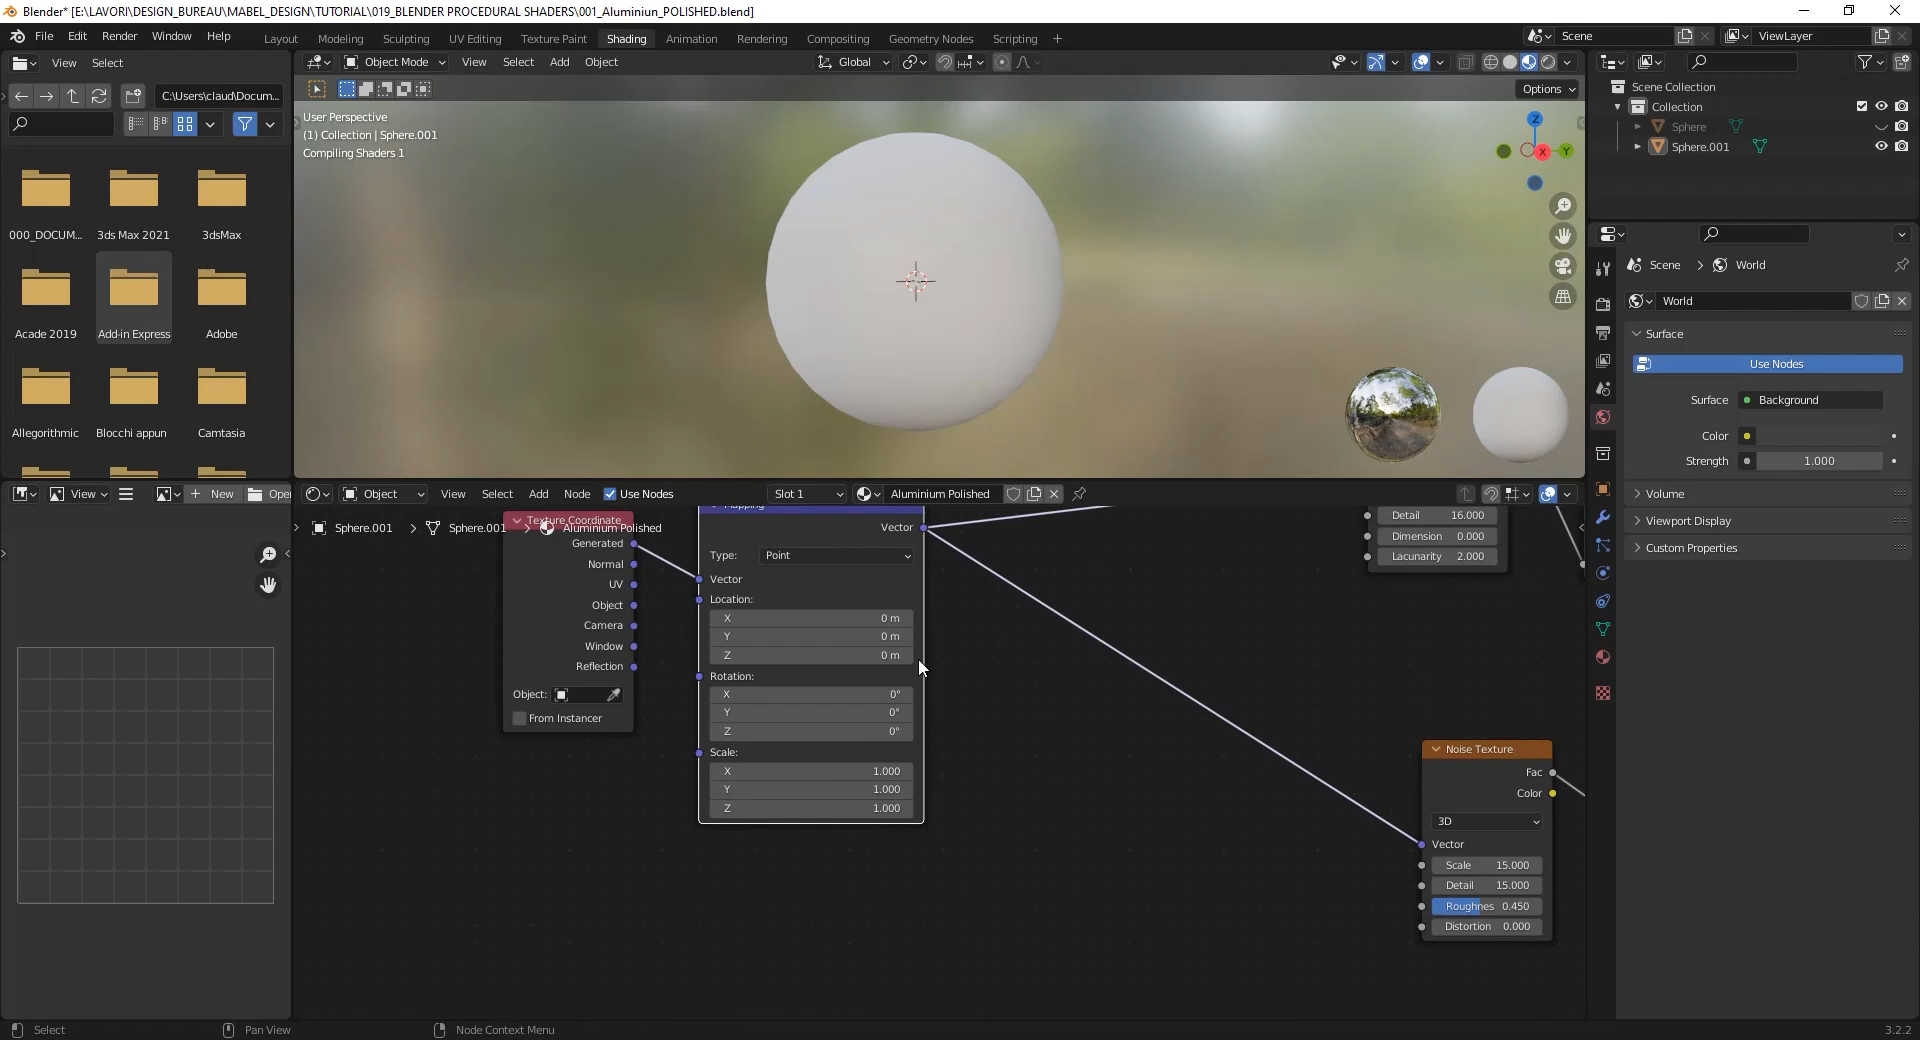 Blender* [E:\LAVORI\DESIGN_BUREAU\MABEL_DESIGN\TUTORIAL\019_BLENDER PROCEDURAL SHADERS\001_Aluminiun_POLISHED.blend]
File Edit Render Window Help Layout Modeling Sculpting UV Editing Texture Paint Shading Animation Rendering Compositing Geometry Nodes Scripting + Scene ViewLayer
View Select Object Mode View Select Add Object Global
C:\Users\claud\Docum... Options
User Perspective
(1) Collection | Sphere.001
Compiling Shaders 1
Z
X
Y
Scene Collection
Collection
Sphere
Sphere.001
000_DOCUM... 3ds Max 2021 3dsMax
Acade 2019 Add-in Express Adobe
Allegorithmic Blocchi appun Camtasia
Scene > World
World
Surface
Use Nodes
Surface Background
Color
Strength 1.000
Volume
Viewport Display
Custom Properties
View New Open
Object View Select Add Node Use Nodes Slot 1 Aluminium Polished
Sphere.001 > Sphere.001 > Aluminium Polished
Texture Coordinate
Generated
Normal
UV
Object
Camera
Window
Reflection
Object:
From Instancer
Mapping
Vector
Type: Point
Vector
Location:
X 0 m
Y 0 m
Z 0 m
Rotation:
X 0°
Y 0°
Z 0°
Scale:
X 1.000
Y 1.000
Z 1.000
Detail 16.000
Dimension 0.000
Lacunarity 2.000
Noise Texture
Fac
Color
3D
Vector
Scale 15.000
Detail 15.000
Roughnes 0.450
Distortion 0.000
Select Pan View Node Context Menu 3.2.2